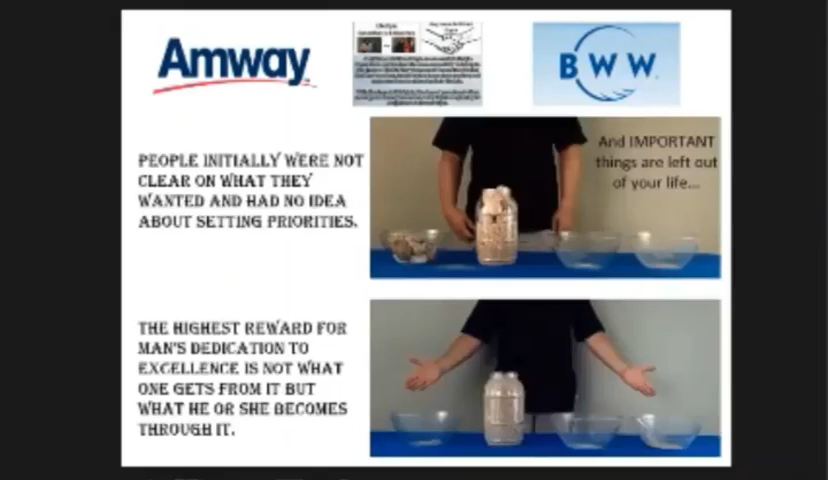 Amway
B W W
PEOPLE INITIALLY WERE NOT
CLEAR ON WHAT THEY
WANTED AND HAD NO IDEA
ABOUT SETTING PRIORITIES.
And IMPORTANT
things are left out
of your life...
THE HIGHEST REWARD FOR
MAN'S DEDICATION TO
EXCELLENCE IS NOT WHAT
ONE GETS FROM IT BUT
WHAT HE OR SHE BECOMES
THROUGH IT.